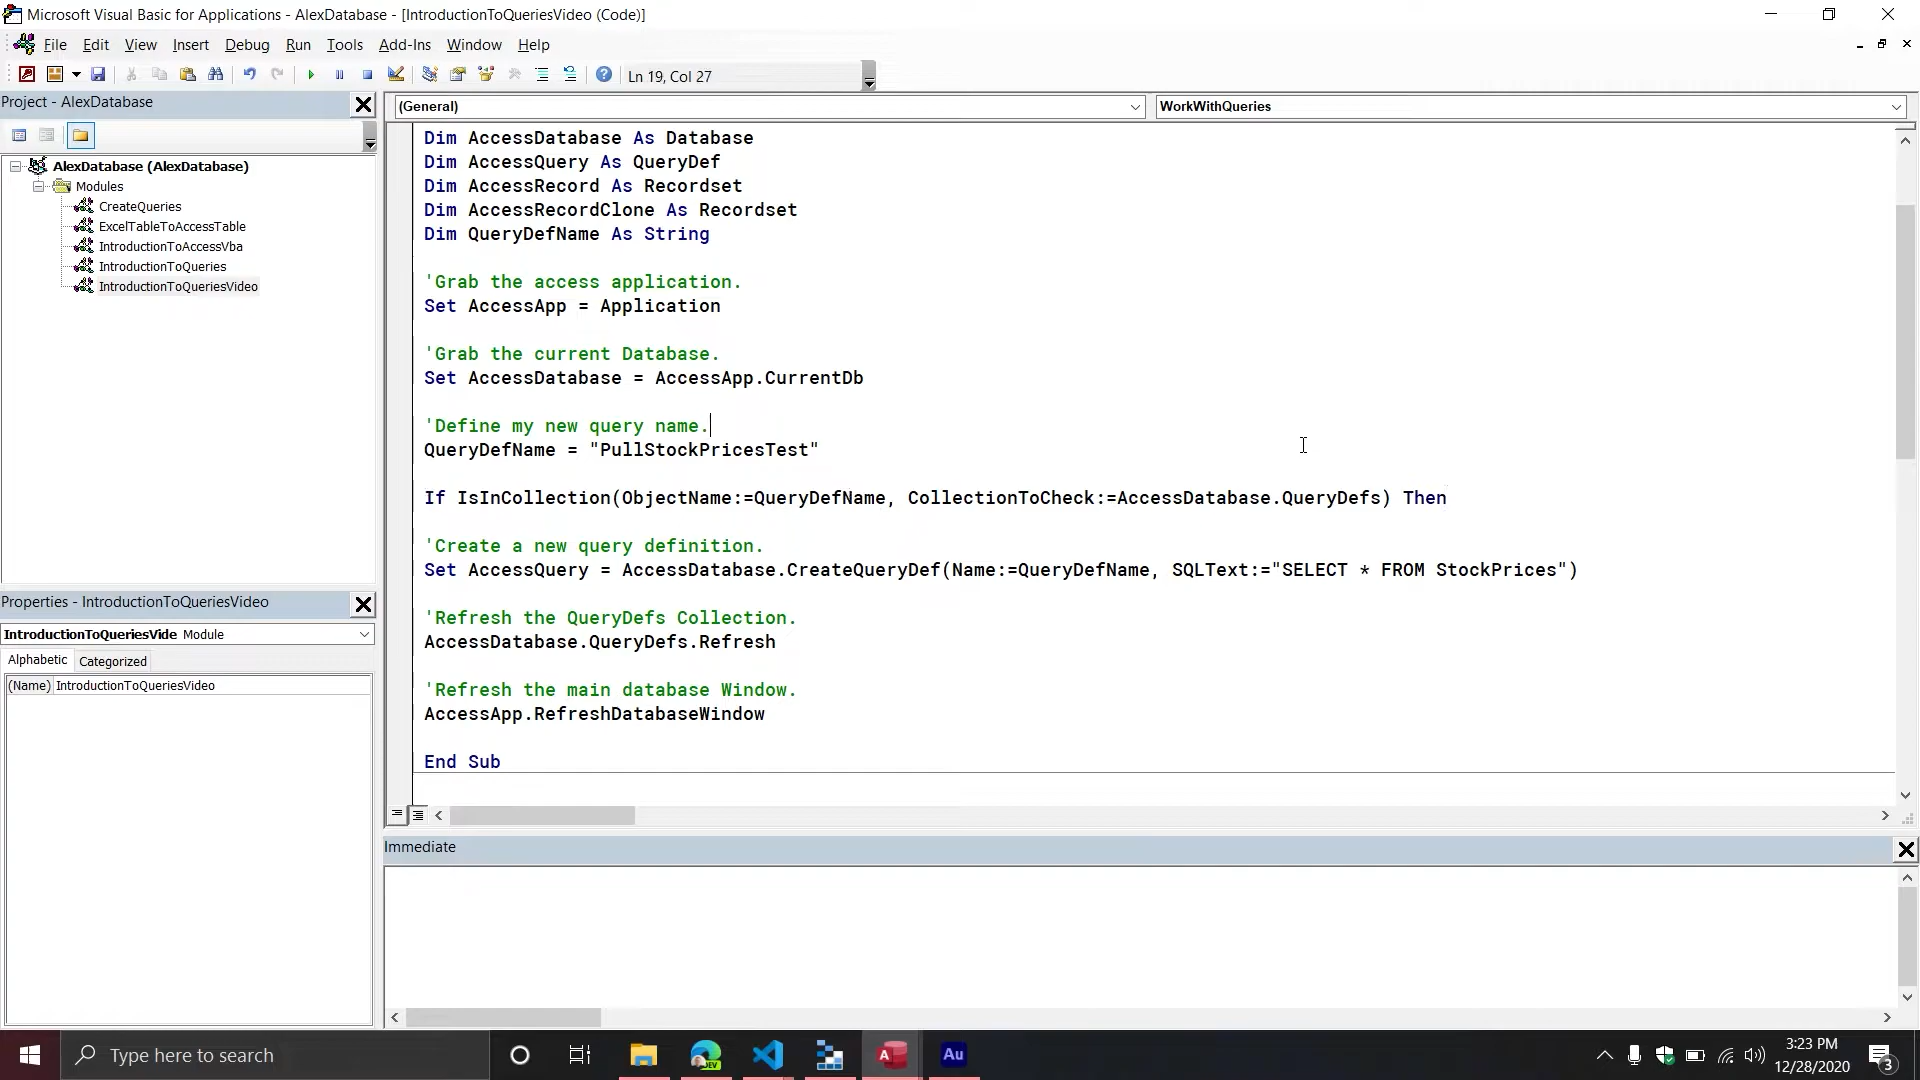 Microsoft Visual Basic for Applications - AlexDatabase - [IntroductionToQueriesVideo (Code)]
File Edit View Insert Debug Run Tools Add-Ins Window Help
Ln 19, Col 27
Project - AlexDatabase
AlexDatabase (AlexDatabase)
Modules
CreateQueries
ExcelTableToAccessTable
IntroductionToAccessVba
IntroductionToQueries
IntroductionToQueriesVideo
Properties - IntroductionToQueriesVideo
IntroductionToQueriesVide Module
Alphabetic Categorized
(Name) IntroductionToQueriesVideo
(General) WorkWithQueries
Dim AccessDatabase As Database
Dim AccessQuery As QueryDef
Dim AccessRecord As Recordset
Dim AccessRecordClone As Recordset
Dim QueryDefName As String
'Grab the access application.
Set AccessApp = Application
'Grab the current Database.
Set AccessDatabase = AccessApp.CurrentDb
'Define my new query name.
QueryDefName = "PullStockPricesTest"
If IsInCollection(ObjectName:=QueryDefName, CollectionToCheck:=AccessDatabase.QueryDefs) Then
'Create a new query definition.
Set AccessQuery = AccessDatabase.CreateQueryDef(Name:=QueryDefName, SQLText:="SELECT * FROM StockPrices")
'Refresh the QueryDefs Collection.
AccessDatabase.QueryDefs.Refresh
'Refresh the main database Window.
AccessApp.RefreshDatabaseWindow
End Sub
Immediate
Type here to search
DEV
A
Au
3:23 PM
12/28/2020
3